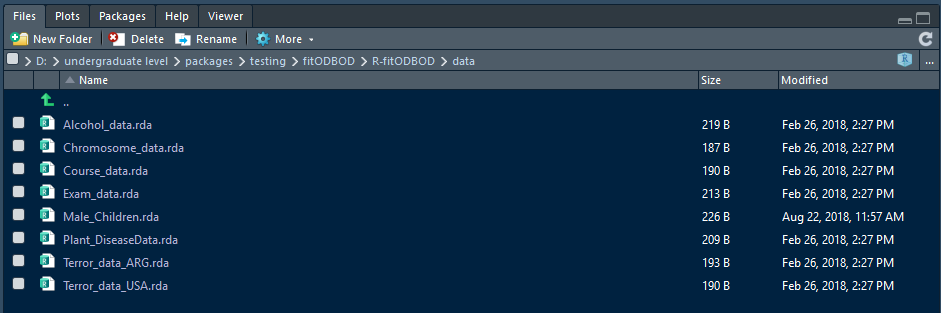 Files Plots Packages Help Viewer
New Folder Delete Rename More
D: undergraduate level packages testing fitODBOD R-fitODBOD data R ...
Name Size Modified
..
Alcohol_data.rda 219 B Feb 26, 2018, 2:27 PM
Chromosome_data.rda 187 B Feb 26, 2018, 2:27 PM
Course_data.rda 190 B Feb 26, 2018, 2:27 PM
Exam_data.rda 213 B Feb 26, 2018, 2:27 PM
Male_Children.rda 226 B Aug 22, 2018, 11:57 AM
Plant_DiseaseData.rda 209 B Feb 26, 2018, 2:27 PM
Terror_data_ARG.rda 193 B Feb 26, 2018, 2:27 PM
Terror_data_USA.rda 190 B Feb 26, 2018, 2:27 PM